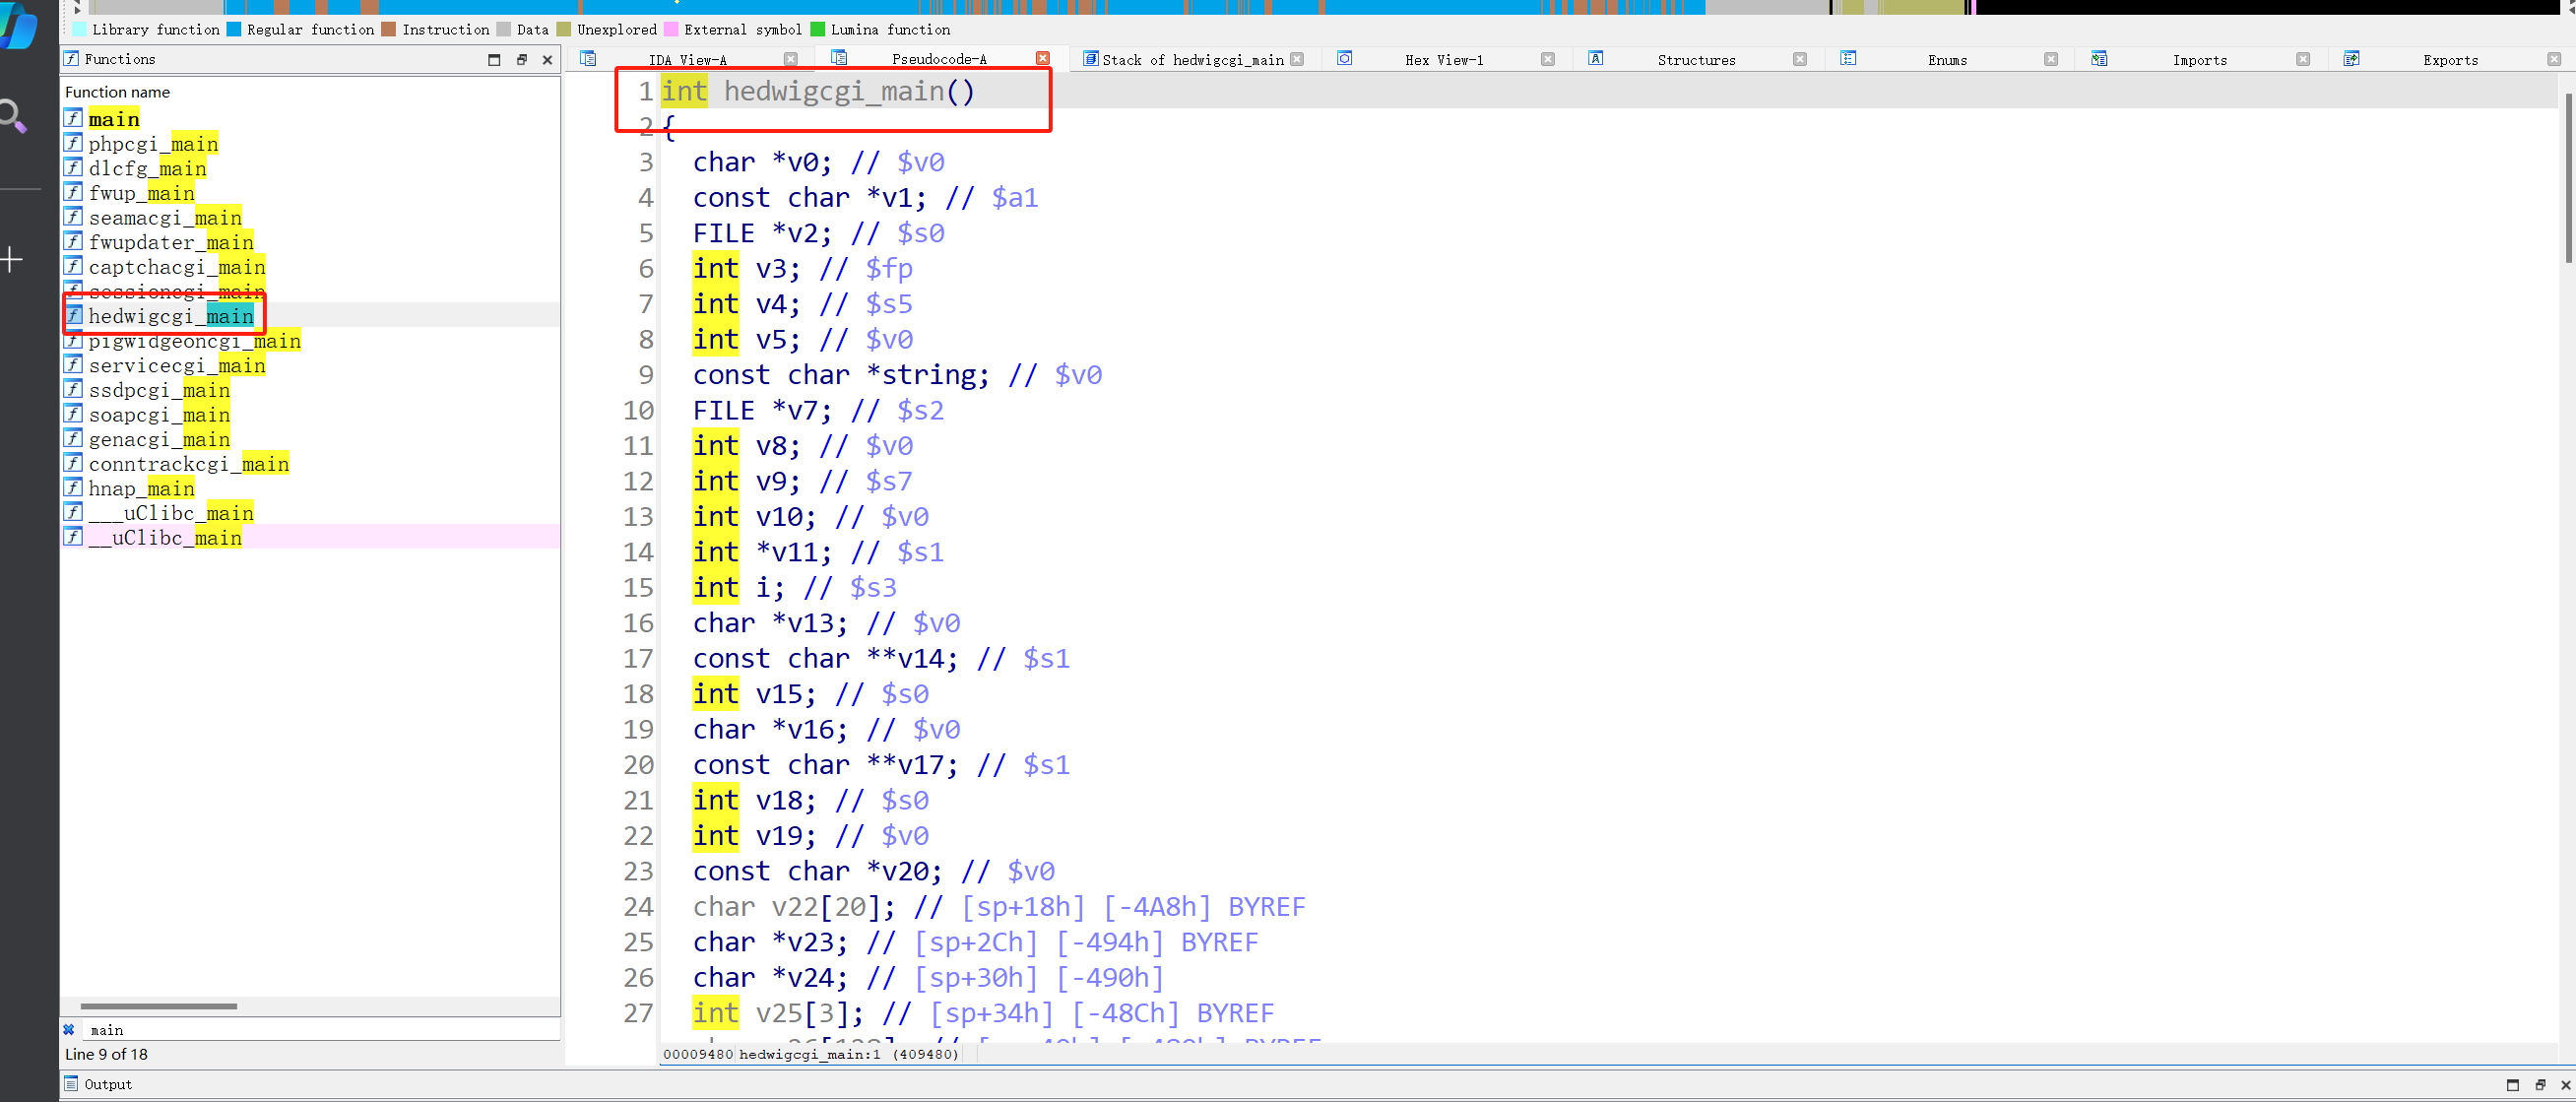 Library function Regular function Instruction Data Unexplored External symbol Lumina function
Functions
IDA View-A Pseudocode-A Stack of hedwigcgi_main Hex View-1 Structures Enums Imports Exports
Function name
main
phpcgi_main
dlcfg_main
fwup_main
seamacgi_main
fwupdater_main
captchacgi_main
sessioncgi_main
hedwigcgi_main
pigwidgeoncgi_main
servicecgi_main
ssdpcgi_main
soapcgi_main
genacgi_main
conntrackcgi_main
hnap_main
___uClibc_main
__uClibc_main
main
Line 9 of 18
1 int hedwigcgi_main()
2 {
3 char *v0; // $v0
4 const char *v1; // $a1
5 FILE *v2; // $s0
6 int v3; // $fp
7 int v4; // $s5
8 int v5; // $v0
9 const char *string; // $v0
10 FILE *v7; // $s2
11 int v8; // $v0
12 int v9; // $s7
13 int v10; // $v0
14 int *v11; // $s1
15 int i; // $s3
16 char *v13; // $v0
17 const char **v14; // $s1
18 int v15; // $s0
19 char *v16; // $v0
20 const char **v17; // $s1
21 int v18; // $s0
22 int v19; // $v0
23 const char *v20; // $v0
24 char v22[20]; // [sp+18h] [-4A8h] BYREF
25 char *v23; // [sp+2Ch] [-494h] BYREF
26 char *v24; // [sp+30h] [-490h]
27 int v25[3]; // [sp+34h] [-48Ch] BYREF
00009480 hedwigcgi_main:1 (409480)
Output